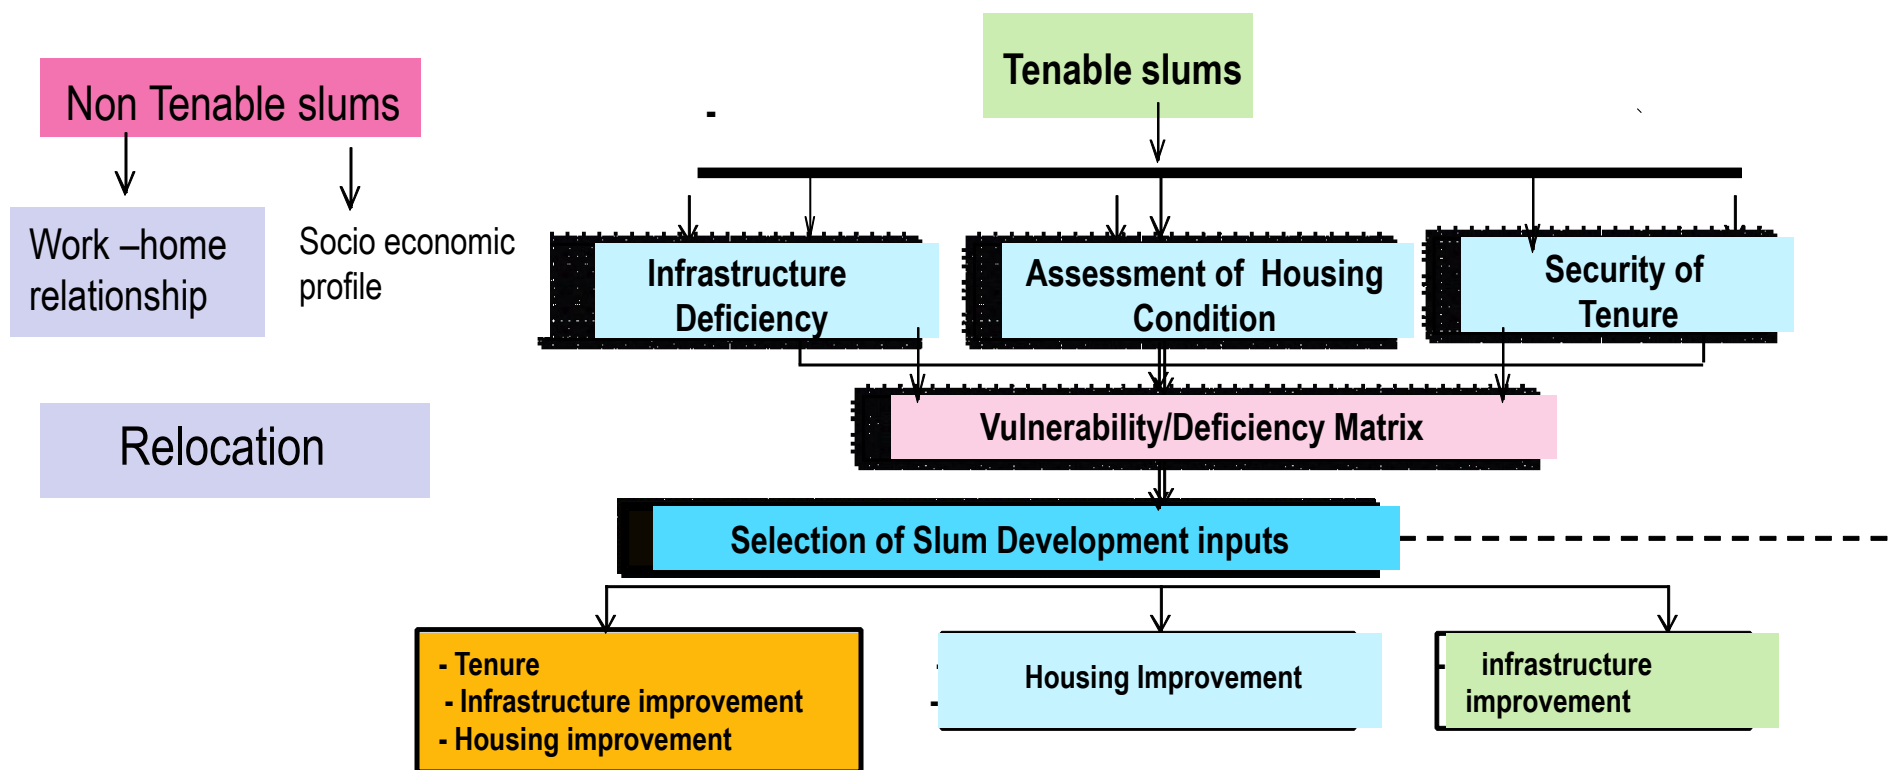 Non Tenable slums
Work –home
relationship
Socio economic
profile
Relocation
Tenable slums
-
Infrastructure
Deficiency
Assessment of Housing
Condition
Security of
Tenure
Vulnerability/Deficiency Matrix
Selection of Slum Development inputs
- Tenure
- Infrastructure improvement
- Housing improvement
Housing Improvement
- infrastructure
improvement